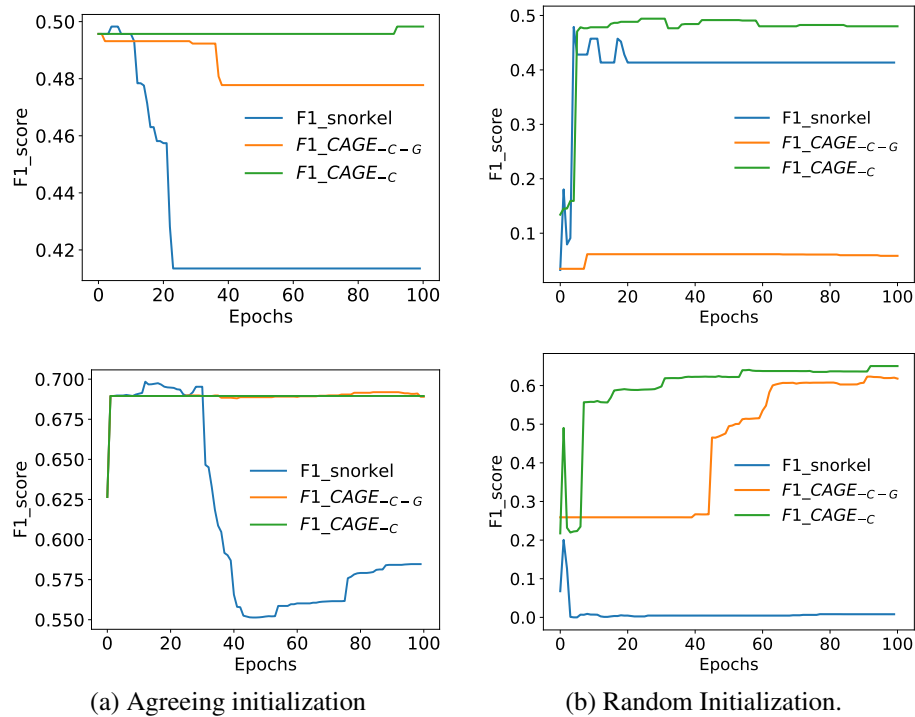 0.50
0.48
0.46
0.44
0.42
F1_score
F1_snorkel
F1_CAGE−C−G
F1_CAGE−C
0 20 40 60 80 100
Epochs
0.5
0.4
0.3
0.2
0.1
F1_score
F1_snorkel
F1_CAGE−C−G
F1_CAGE−C
0 20 40 60 80 100
Epochs
0.700
0.675
0.650
0.625
0.600
0.575
0.550
F1_score
F1_snorkel
F1_CAGE−C−G
F1_CAGE−C
0 20 40 60 80 100
Epochs
0.6
0.5
0.4
0.3
0.2
0.1
0.0
F1_score
F1_snorkel
F1_CAGE−C−G
F1_CAGE−C
0 20 40 60 80 100
Epochs
(a) Agreeing initialization
(b) Random Initialization.